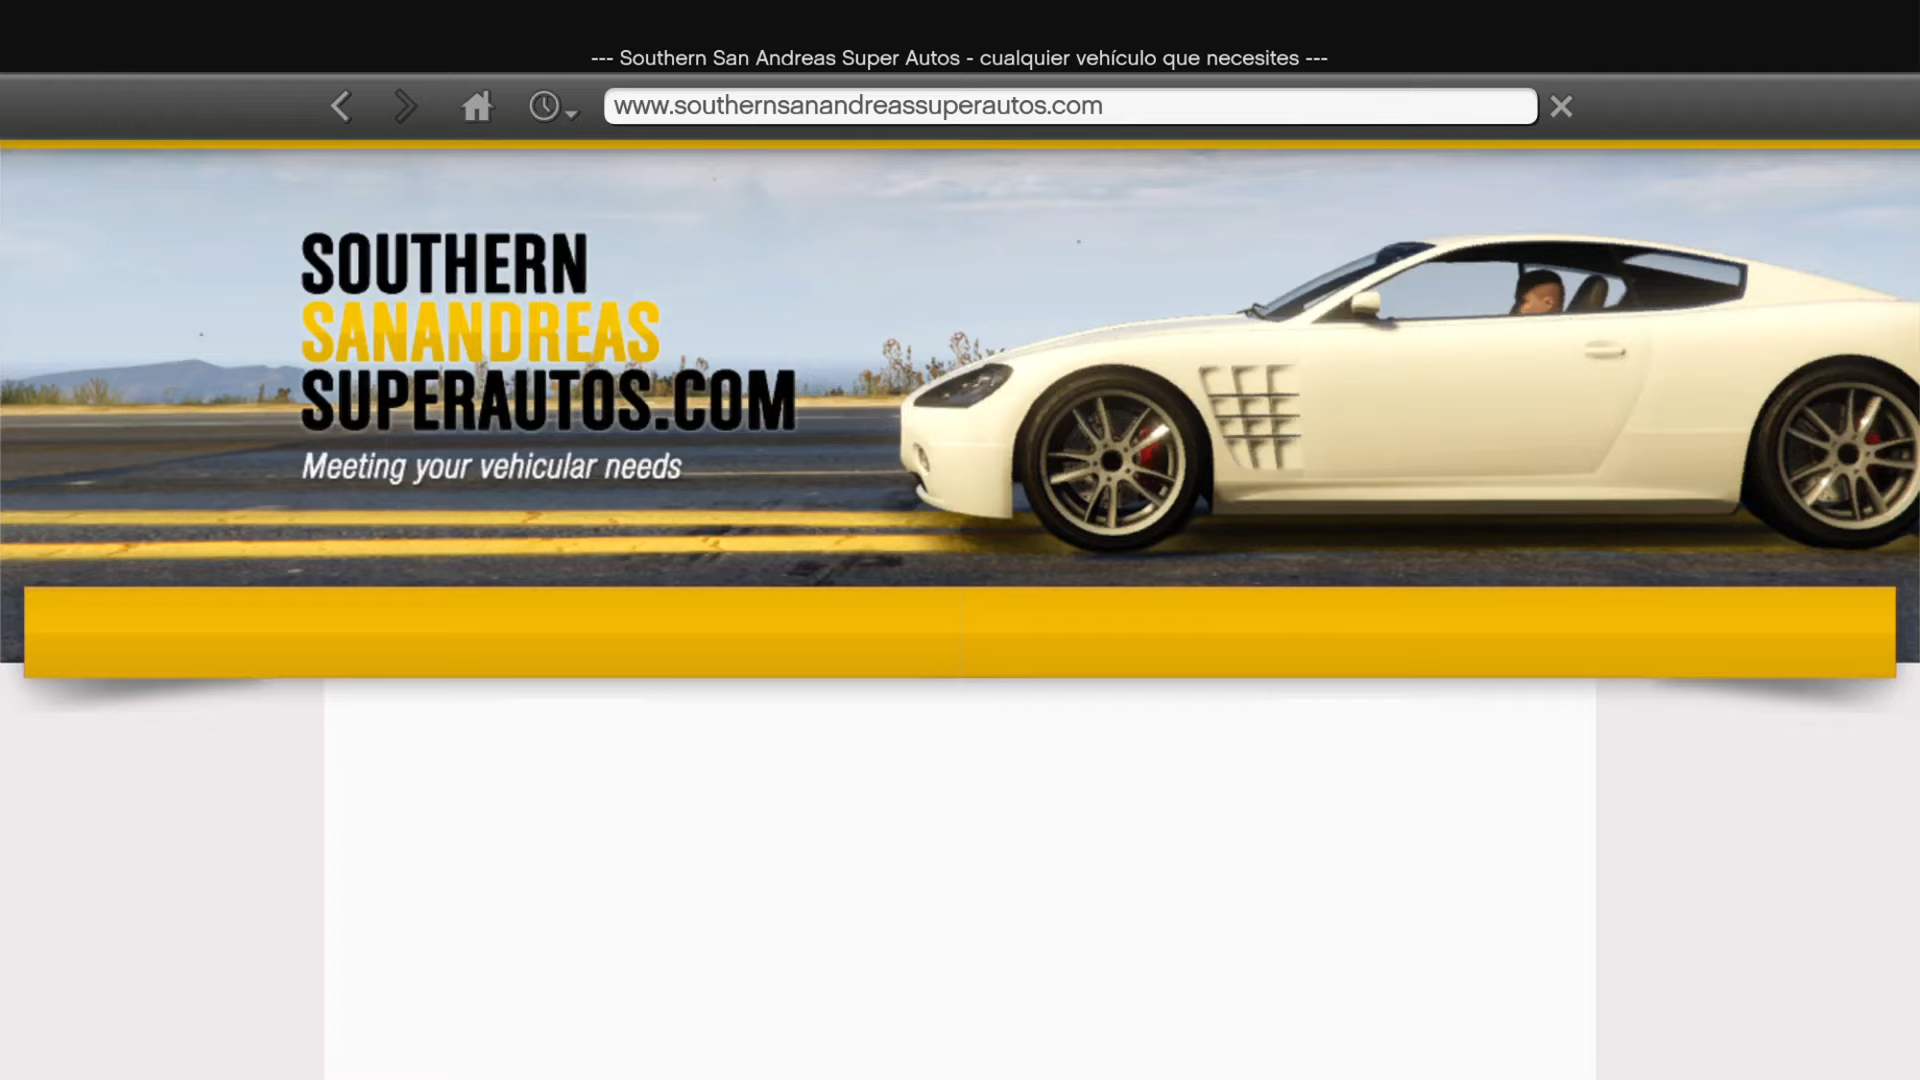 --- Southern San Andreas Super Autos - cualquier vehículo que necesites ---
www.southernsanandreassuperautos.com
SOUTHERN
SANANDREAS
SUPERAUTOS.COM
Meeting your vehicular needs